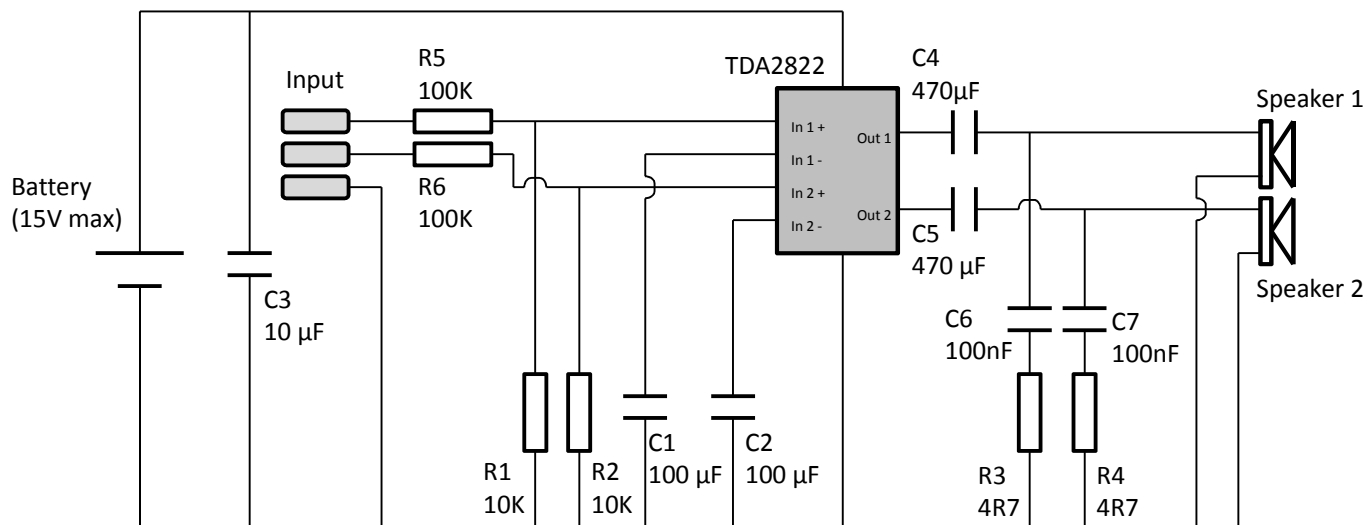 Input
R5
100K
TDA2822
C4
470µF
Speaker 1
In 1 +
In 1 -
In 2 +
In 2 -
Out 1
Out 2
Battery
(15V max)
R6
100K
C5
470 µF
Speaker 2
C3
10 µF
C6
100nF
C7
100nF
R1
10K
R2
10K
C1
100 µF
C2
100 µF
R3
4R7
R4
4R7